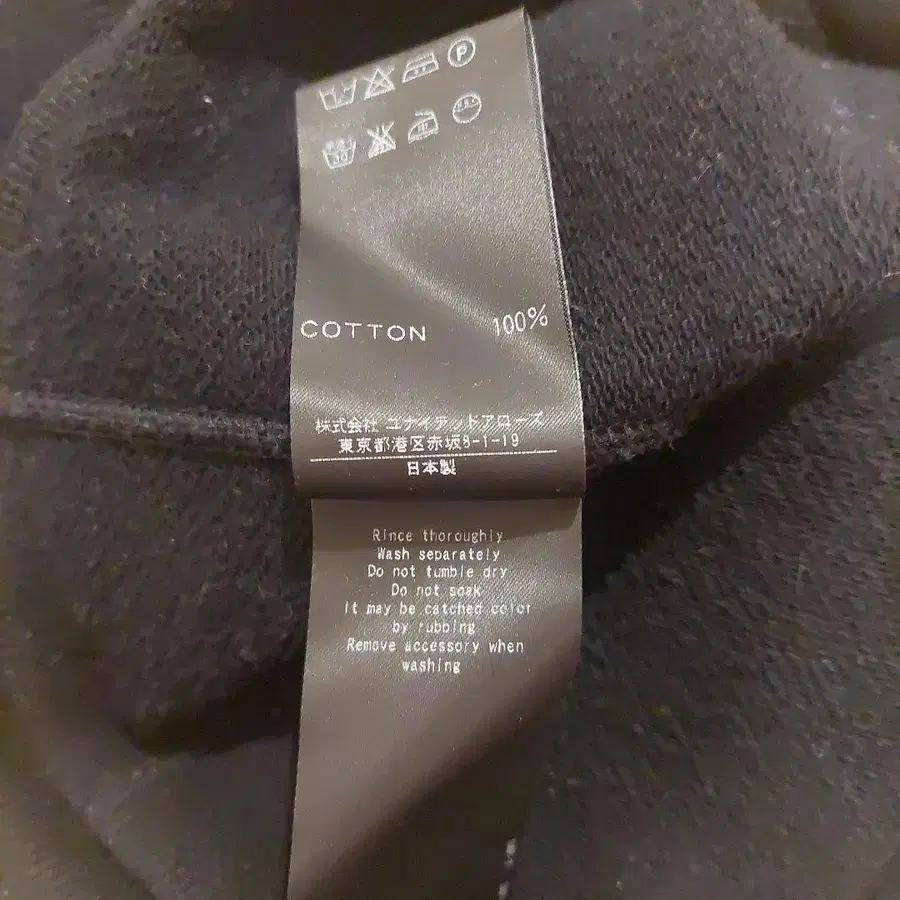 P
COTTON 100%
株式会社 ユナイテッドアローズ
東京都港区赤坂8-1-19
日本製
Rince thoroughly
Wash separately
Do not tumble dry
Do not soak
It may be catched color
by rubbing
Remove accessory when
washing